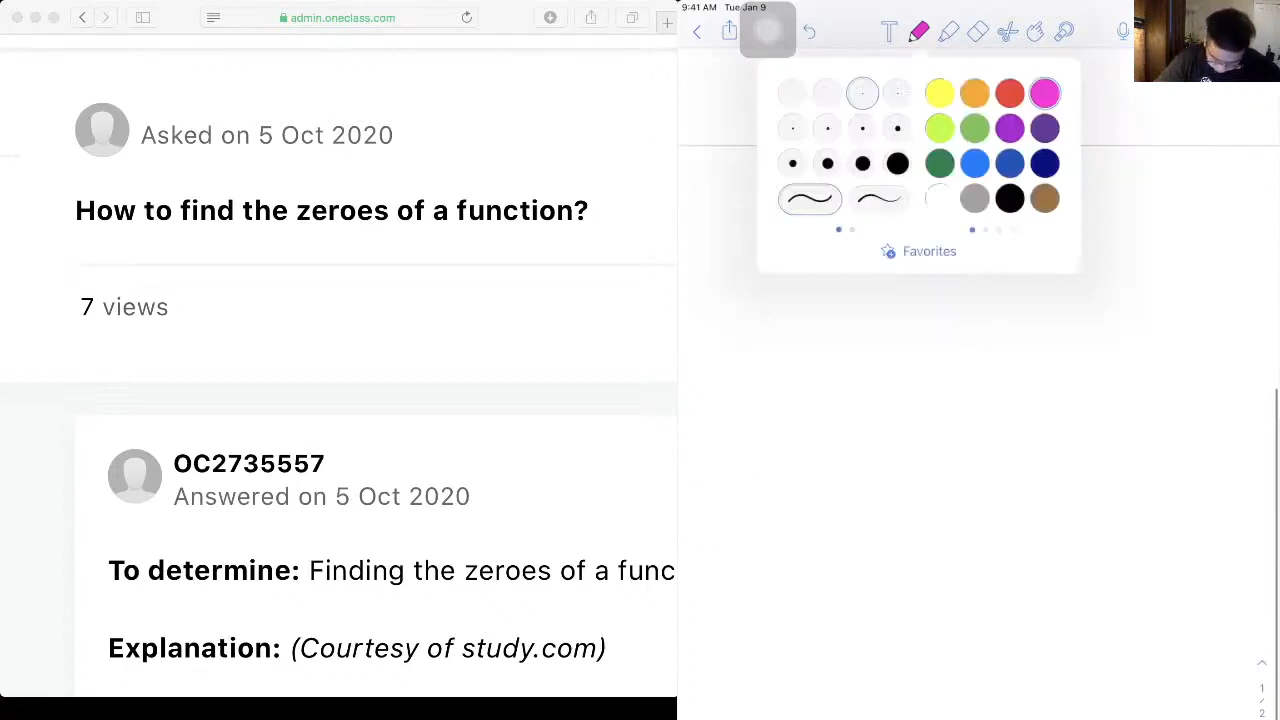 admin.oneclass.com
Asked on 5 Oct 2020
How to find the zeroes of a function?
7 views
OC2735557
Answered on 5 Oct 2020
To determine: Finding the zeroes of a func
Explanation: (Courtesy of study.com)
9:41 AM Tue Jan 9
T
Favorites
1
/
2